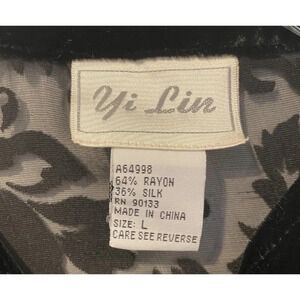 Yi Lin
A64998
64% RAYON
36% SILK
RN 90133
MADE IN CHINA
SIZE: L
CARE SEE REVERSE